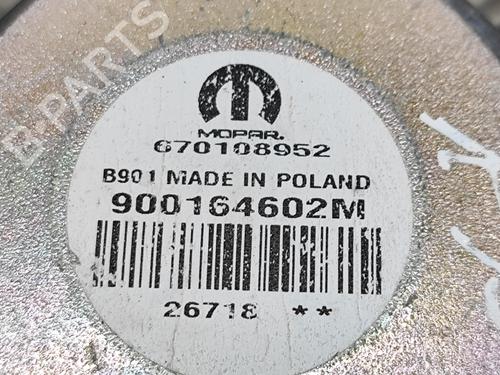 B-PARTS
MOPAR.
670108952
B901 MADE IN POLAND
900164602M
26718 **